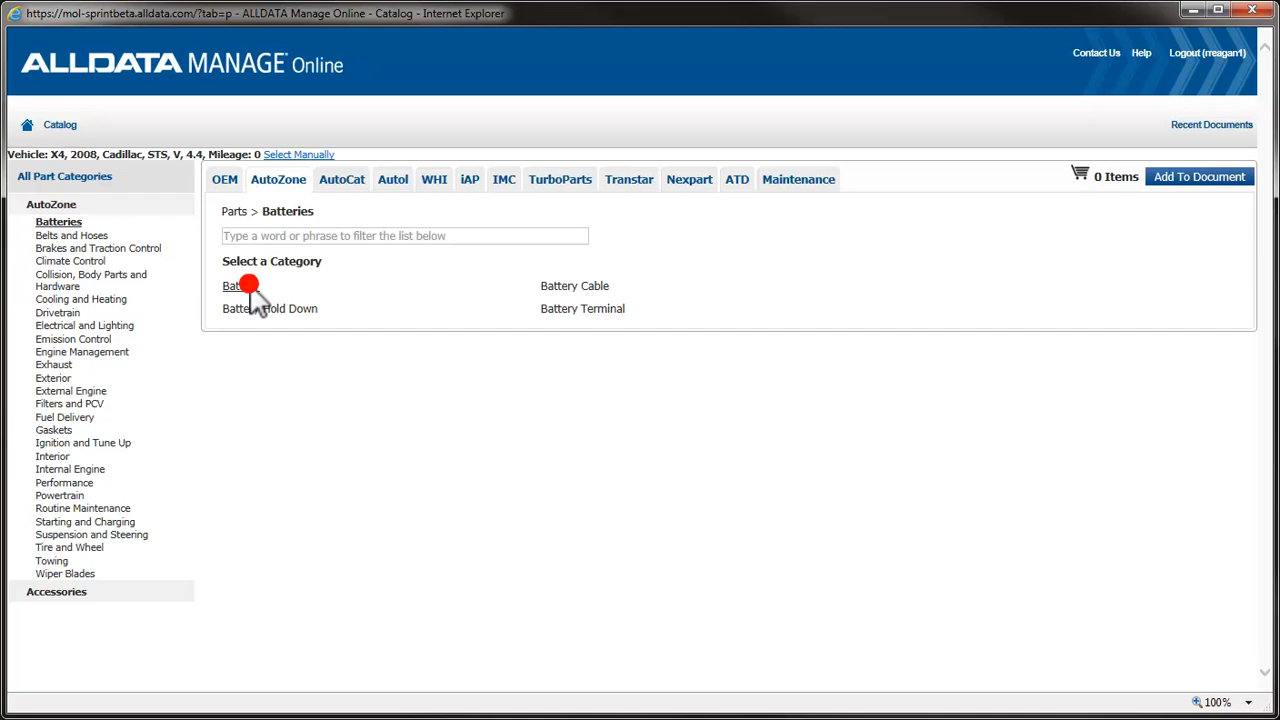 https://mol-sprintbeta.alldata.com/?tab=p - ALLDATA Manage Online - Catalog - Internet Explorer
ALLDATA MANAGE Online
Contact Us Help Logout (rreagan1)
Catalog
Recent Documents
Vehicle: X4, 2008, Cadillac, STS, V, 4.4, Mileage: 0 Select Manually
All Part Categories
OEM AutoZone AutoCat AutoI WHI iAP IMC TurboParts Transtar Nexpart ATD Maintenance
0 Items Add To Document
AutoZone
Batteries
Belts and Hoses
Brakes and Traction Control
Climate Control
Collision, Body Parts and
Hardware
Cooling and Heating
Drivetrain
Electrical and Lighting
Emission Control
Engine Management
Exhaust
Exterior
External Engine
Filters and PCV
Fuel Delivery
Gaskets
Ignition and Tune Up
Interior
Internal Engine
Performance
Powertrain
Routine Maintenance
Starting and Charging
Suspension and Steering
Tire and Wheel
Towing
Wiper Blades
Accessories
Parts > Batteries
Type a word or phrase to filter the list below
Select a Category
Battery Cable
Hold Down
Battery Terminal
100%